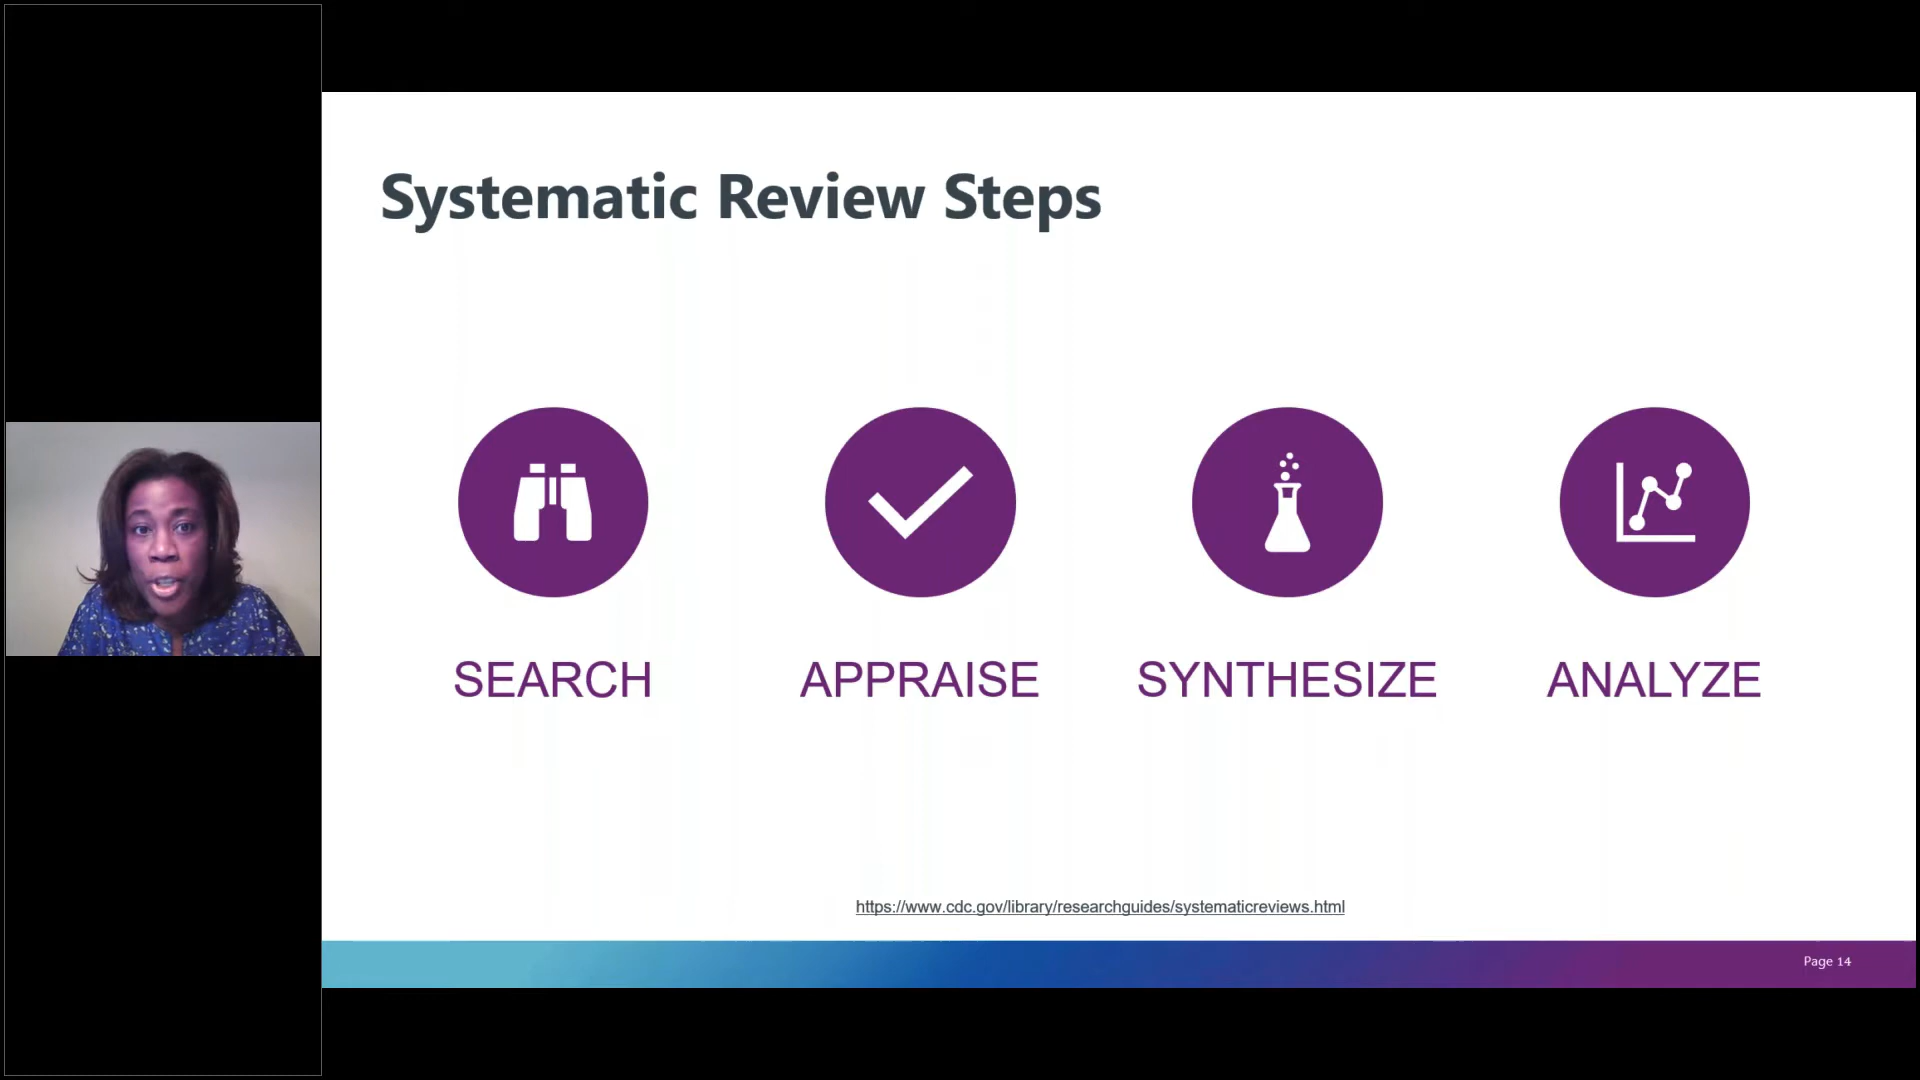 Systematic Review Steps
SEARCH
APPRAISE
SYNTHESIZE
ANALYZE
https://www.cdc.gov/library/researchguides/systematicreviews.html
Page 14